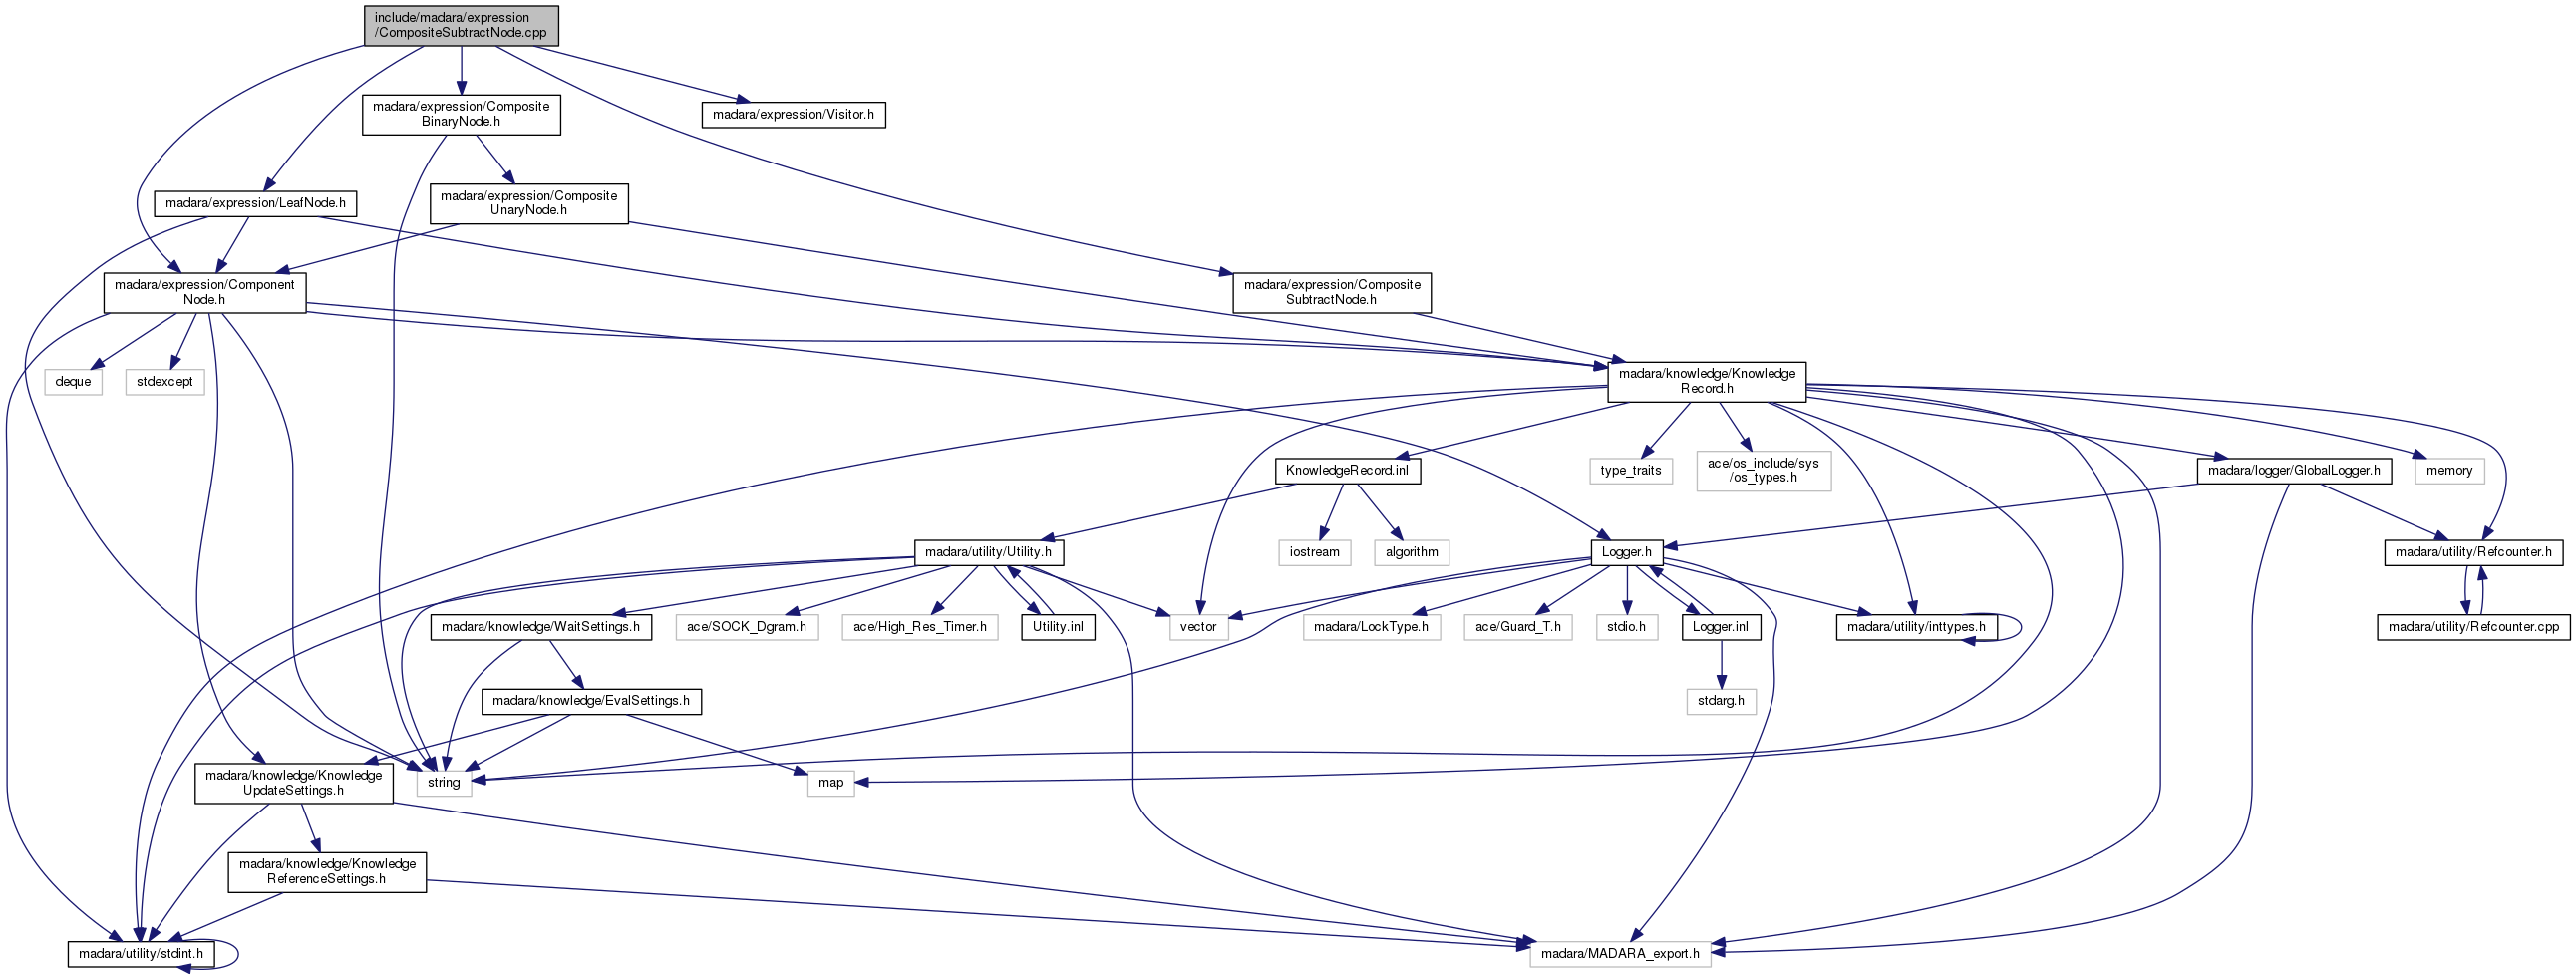 include/madara/expression
/CompositeSubtractNode.cpp
madara/expression/Composite
BinaryNode.h
madara/expression/Visitor.h
madara/expression/LeafNode.h
madara/expression/Composite
UnaryNode.h
madara/expression/Component
Node.h
madara/expression/Composite
SubtractNode.h
deque
stdexcept
madara/knowledge/Knowledge
Record.h
KnowledgeRecord.inl
type_traits
ace/os_include/sys
/os_types.h
madara/logger/GlobalLogger.h
memory
madara/utility/Utility.h
iostream
algorithm
Logger.h
madara/utility/Refcounter.h
madara/knowledge/WaitSettings.h
ace/SOCK_Dgram.h
ace/High_Res_Timer.h
Utility.inl
vector
madara/LockType.h
ace/Guard_T.h
stdio.h
Logger.inl
madara/utility/inttypes.h
madara/utility/Refcounter.cpp
madara/knowledge/EvalSettings.h
stdarg.h
madara/knowledge/Knowledge
UpdateSettings.h
string
map
madara/knowledge/Knowledge
ReferenceSettings.h
madara/utility/stdint.h
madara/MADARA_export.h